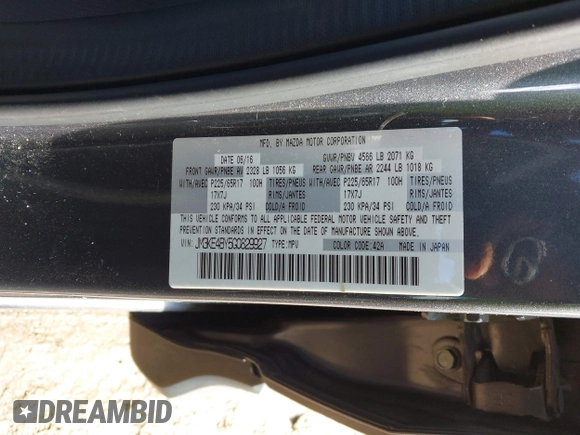 MFD. BY MAZDA MOTOR CORPORATION
DATE 06/16 GVWR/PNBV 4566 LB 2071 KG
FRONT GAWR/PNBE AV 2328 LB 1056 KG REAR GAWR/PNBE AR 2244 LB 1018 KG
WITH/AVEC P225/65R17 100H TIRES/PNEUS WITH/AVEC P225/65R17 100H TIRES/PNEUS
17X7J RIMS/JANTES 17X7J RIMS/JANTES
230 KPA/34 PSI COLD/A FROID 230 KPA/34 PSI COLD/A FROID
THIS VEHICLE CONFORMS TO ALL APPLICABLE FEDERAL MOTOR VEHICLE SAFETY, BUMPER, AND THEFT
PREVENTION STANDARDS IN EFFECT ON THE DATE OF MANUFACTURE SHOWN ABOVE.
VIN: JM3KE4BY5G0829927 TYPE: MPV COLOR CODE: 42A MADE IN JAPAN
DREAMBID